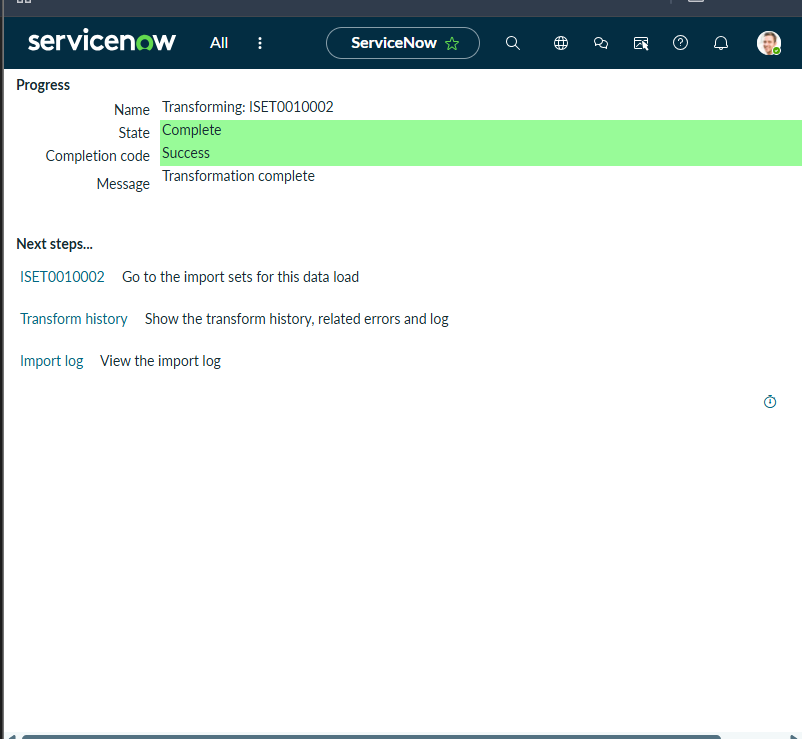 servicenow All ServiceNow
Progress
Name Transforming: ISET0010002
State Complete
Completion code Success
Message Transformation complete
Next steps...
ISET0010002 Go to the import sets for this data load
Transform history Show the transform history, related errors and log
Import log View the import log